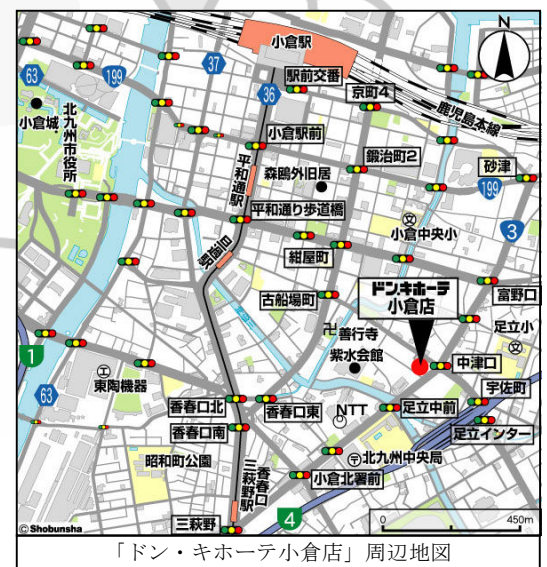 N
小倉駅
63
199
37
36
駅前交番
京町4
鹿児島本線
小倉城
北九州市役所
小倉駅前
平和通駅
鍛治町2
砂津
森鴎外旧居
199
3
平和通り歩道橋
小倉中央小
旦過駅
紺屋町
古船場町
ドン.キホーテ
小倉店
富野口
足立小
善行寺
紫水会館
1
中津口
東陶機器
63
香春口北
香春口東
NTT
足立中前
宇佐町
香春口南
足立インター
昭和町公園
香春口
三萩野駅
北九州中央局
小倉北署前
三萩野
4
0 450m
© Shobunsha
「ドン・キホーテ小倉店」周辺地図